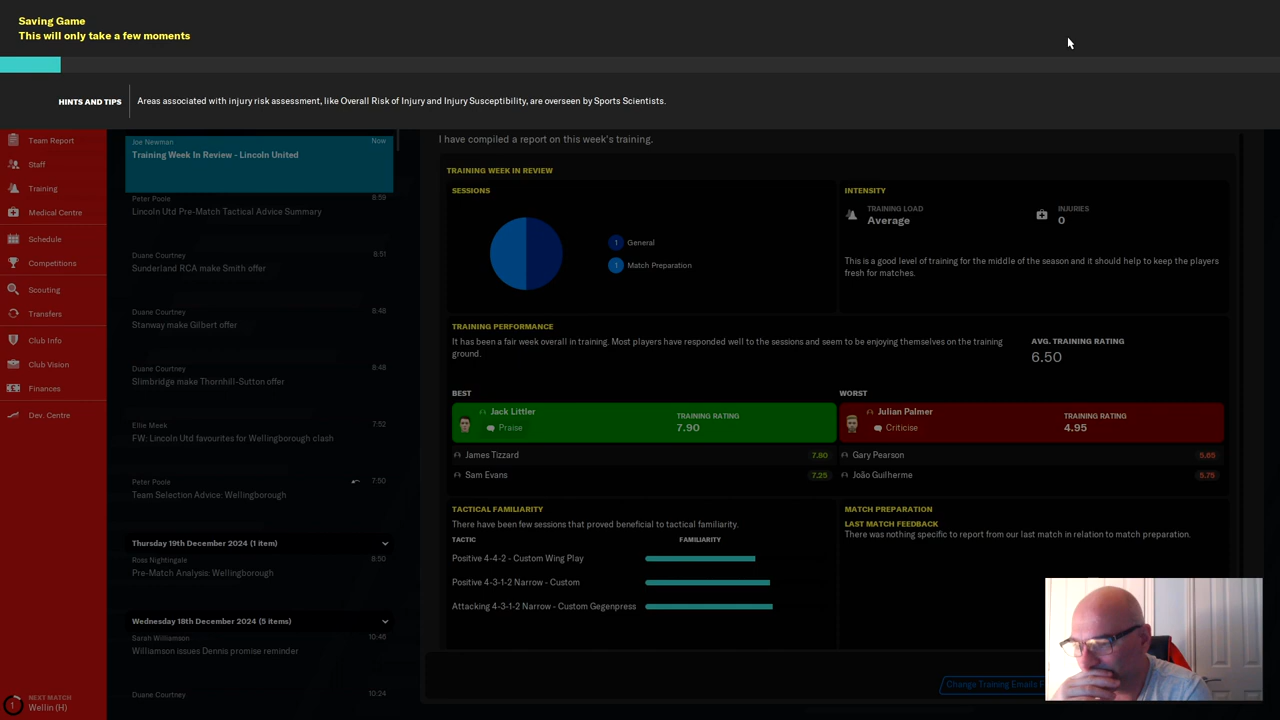 Saving Game
This will only take a few moments
HINTS AND TIPS
Areas associated with injury risk assessment, like Overall Risk of Injury and Injury Susceptibility, are overseen by Sports Scientists.
Team Report
Staff
Training
Medical Centre
Schedule
Competitions
Scouting
Transfers
Club Info
Club Vision
Finances
Dev. Centre
1
NEXT MATCH
Wellin (H)
Joe Newman
Now
Training Week In Review - Lincoln United
Peter Poole
8:59
Lincoln Utd Pre-Match Tactical Advice Summary
Duane Courtney
8:51
Sunderland RCA make Smith offer
Duane Courtney
8:48
Stanway make Gilbert offer
Duane Courtney
8:48
Slimbridge make Thornhill-Sutton offer
Ellie Meek
7:52
FW: Lincoln Utd favourites for Wellingborough clash
Peter Poole
7:50
Team Selection Advice: Wellingborough
Thursday 19th December 2024 (1 item)
Ross Nightingale
8:50
Pre-Match Analysis: Wellingborough
Wednesday 18th December 2024 (5 items)
Sarah Williamson
10:46
Williamson issues Dennis promise reminder
Duane Courtney
10:24
I have compiled a report on this week's training.
TRAINING WEEK IN REVIEW
SESSIONS
1 General
1 Match Preparation
INTENSITY
TRAINING LOAD
Average
INJURIES
0
This is a good level of training for the middle of the season and it should help to keep the players
fresh for matches.
TRAINING PERFORMANCE
It has been a fair week overall in training. Most players have responded well to the sessions and seem to be enjoying themselves on the training
ground.
AVG. TRAINING RATING
6.50
BEST
Jack Littler
Praise
TRAINING RATING
7.90
James Tizzard
7.80
Sam Evans
7.25
WORST
Julian Palmer
Criticise
TRAINING RATING
4.95
Gary Pearson
5.65
João Guilherme
5.75
TACTICAL FAMILIARITY
There have been few sessions that proved beneficial to tactical familiarity.
TACTIC
FAMILIARITY
Positive 4-4-2 - Custom Wing Play
Positive 4-3-1-2 Narrow - Custom
Attacking 4-3-1-2 Narrow - Custom Gegenpress
MATCH PREPARATION
LAST MATCH FEEDBACK
There was nothing specific to report from our last match in relation to match preparation.
Change Training Emails